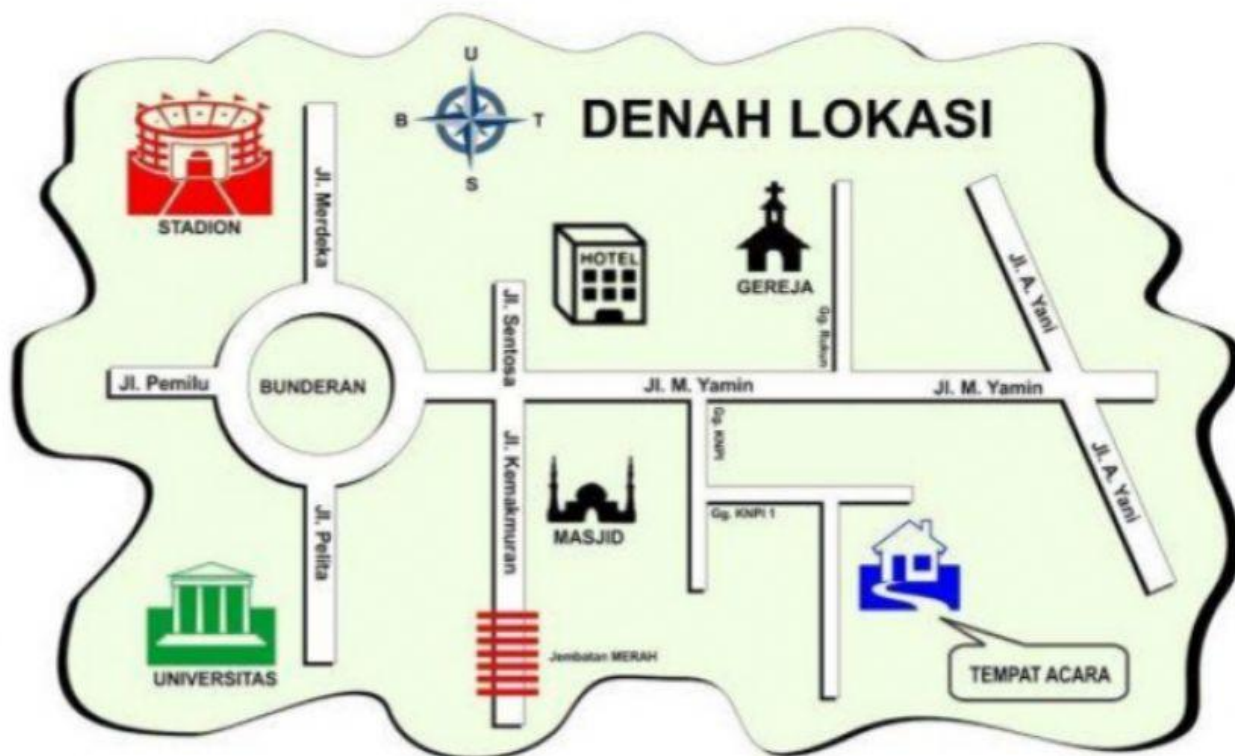 U
B
T
S
DENAH LOKASI
STADION
Jl. Merdeka
HOTEL
GEREJA
Jl. Sentosa
Gg. Rukun
Jl. A. Yani
Jl. Pemilu
BUNDERAN
Jl. M. Yamin
Jl. M. Yamin
Gg. KNPI
Jl. Kemakmuran
Jl. A. Yani
Jl. Pelita
MASJID
Gg. KNPI 1
UNIVERSITAS
Jembatan MERAH
TEMPAT ACARA